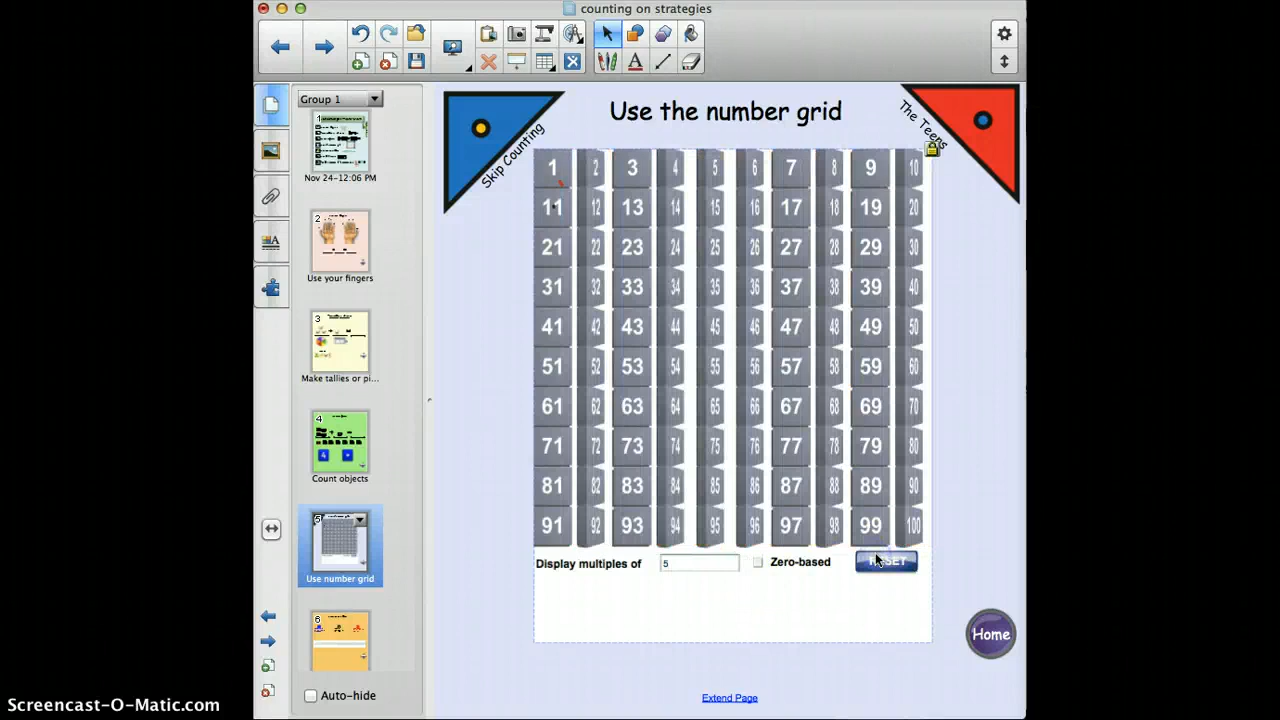 counting on strategies
Group 1
1
Nov 24-12:06 PM
2
Use your fingers
3
Make tallies or pi...
4
Count objects
5
Use number grid
6
Auto-hide
Skip Counting
Use the number grid
The Teens
1 2 3 4 5 6 7 8 9 10
11 12 13 14 15 16 17 18 19 20
21 22 23 24 25 26 27 28 29 30
31 32 33 34 35 36 37 38 39 40
41 42 43 44 45 46 47 48 49 50
51 52 53 54 55 56 57 58 59 60
61 62 63 64 65 66 67 68 69 70
71 72 73 74 75 76 77 78 79 80
81 82 83 84 85 86 87 88 89 90
91 92 93 94 95 96 97 98 99 100
Display multiples of 5 Zero-based RESET
Home
Extend Page
Screencast-O-Matic.com